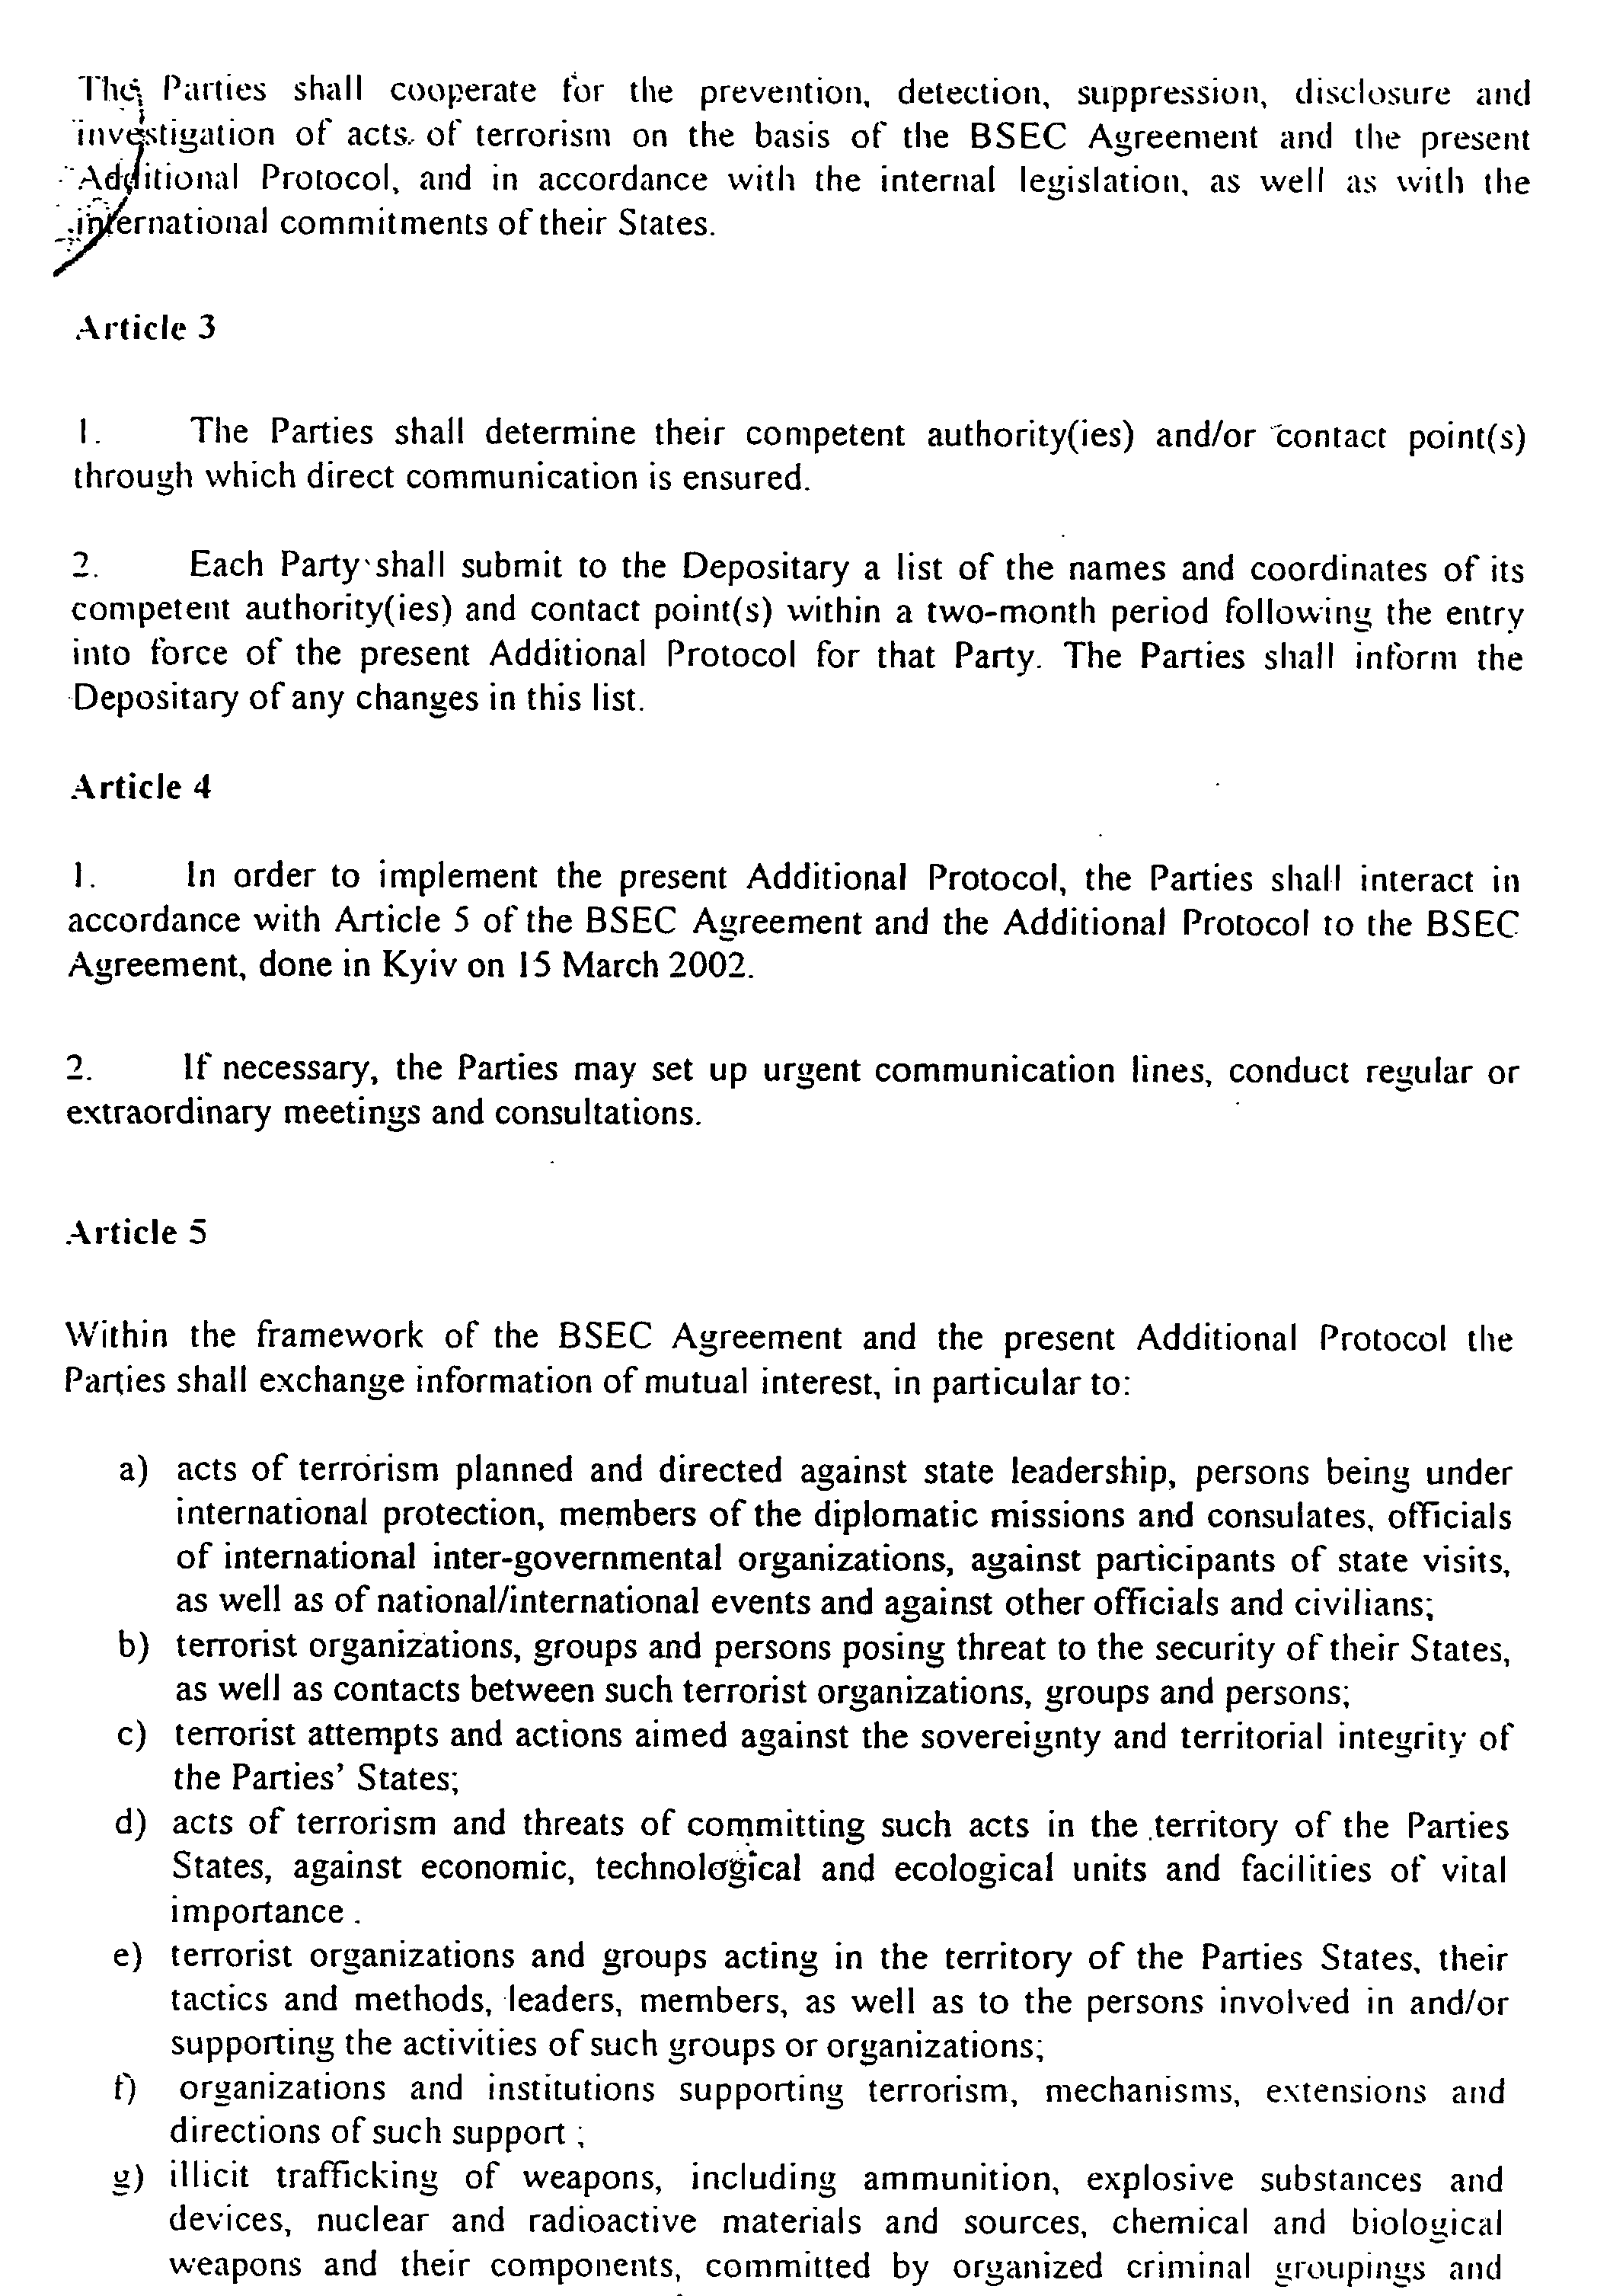 The Parties shall cooperate for the prevention, detection, suppression, disclosure and
investigation of acts of terrorism on the basis of the BSEC Agreement and the present
Additional Protocol, and in accordance with the internal legislation, as well as with the
international commitments of their States.
Article 3
1. The Parties shall determine their competent authority(ies) and/or contact point(s)
through which direct communication is ensured.
2. Each Party shall submit to the Depositary a list of the names and coordinates of its
competent authority(ies) and contact point(s) within a two-month period following the entry
into force of the present Additional Protocol for that Party. The Parties shall inform the
Depositary of any changes in this list.
Article 4
1. In order to implement the present Additional Protocol, the Parties shall interact in
accordance with Article 5 of the BSEC Agreement and the Additional Protocol to the BSEC
Agreement, done in Kyiv on 15 March 2002.
2. If necessary, the Parties may set up urgent communication lines, conduct regular or
extraordinary meetings and consultations.
Article 5
Within the framework of the BSEC Agreement and the present Additional Protocol the
Parties shall exchange information of mutual interest, in particular to:
a) acts of terrorism planned and directed against state leadership, persons being under
international protection, members of the diplomatic missions and consulates, officials
of international inter-governmental organizations, against participants of state visits,
as well as of national/international events and against other officials and civilians;
b) terrorist organizations, groups and persons posing threat to the security of their States,
as well as contacts between such terrorist organizations, groups and persons;
c) terrorist attempts and actions aimed against the sovereignty and territorial integrity of
the Parties' States;
d) acts of terrorism and threats of committing such acts in the territory of the Parties
States, against economic, technological and ecological units and facilities of vital
importance .
e) terrorist organizations and groups acting in the territory of the Parties States, their
tactics and methods, leaders, members, as well as to the persons involved in and/or
supporting the activities of such groups or organizations;
f) organizations and institutions supporting terrorism, mechanisms, extensions and
directions of such support ;
g) illicit trafficking of weapons, including ammunition, explosive substances and
devices, nuclear and radioactive materials and sources, chemical and biological
weapons and their components, committed by organized criminal groupings and